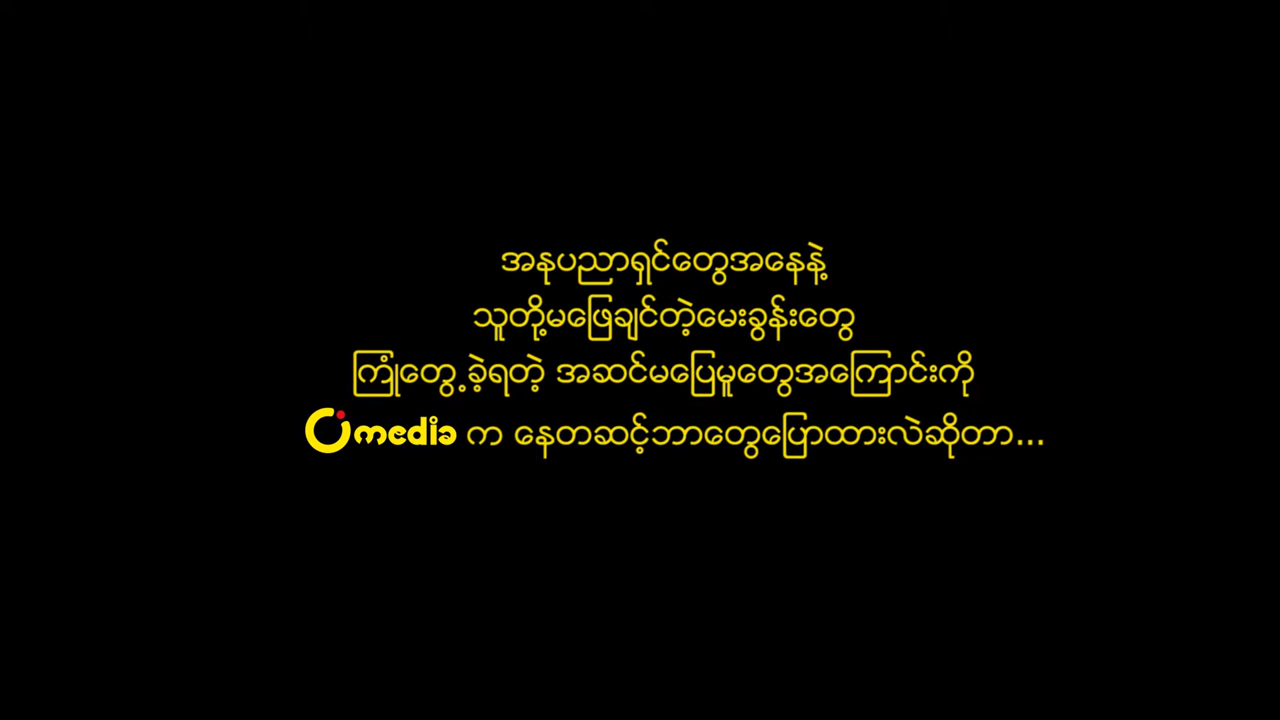 အနုပညာရှင်တွေအနေနဲ့
သူတို့မဖြေချင်တဲ့မေးခွန်းတွေ
ကြုံတွေ့ခဲ့ရတဲ့ အဆင်မပြေမှုတွေအကြောင်းကို
media က နေတဆင့်ဘာတွေပြောထားလဲဆိုတာ...